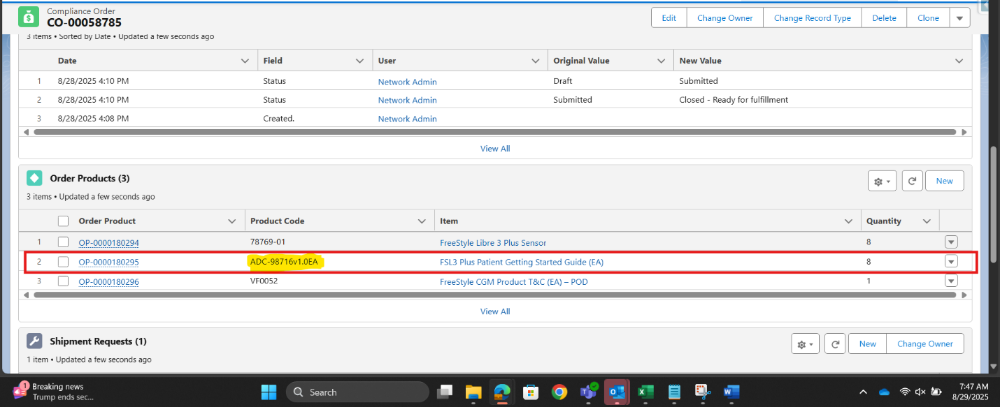 Compliance Order
CO-00058785
Edit Change Owner Change Record Type Delete Clone
3 items • Sorted by Date • Updated a few seconds ago
Date Field User Original Value New Value
1 8/28/2025 4:10 PM Status Network Admin Draft Submitted
2 8/28/2025 4:10 PM Status Network Admin Submitted Closed - Ready for fulfillment
3 8/28/2025 4:08 PM Created. Network Admin
View All
Order Products (3)
New
3 items • Updated a few seconds ago
Order Product Product Code Item Quantity
1 OP-0000180294 78769-01 FreeStyle Libre 3 Plus Sensor 8
2 OP-0000180295 ADC-98716v1.0EA FSL3 Plus Patient Getting Started Guide (EA) 8
3 OP-0000180296 VF0052 FreeStyle CGM Product T&C (EA) – POD 1
View All
Shipment Requests (1)
New Change Owner
1 item • Updated a few seconds ago
1 Breaking news
Trump ends sec...
Search
7:47 AM
8/29/2025